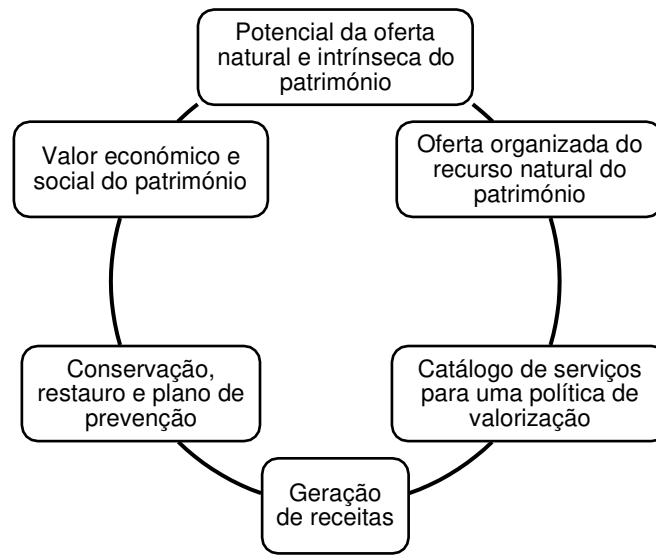 Potencial da oferta
natural e intrínseca do
património
Oferta organizada do
recurso natural do
património
Catálogo de serviços
para uma política de
valorização
Geração
de receitas
Conservação,
restauro e plano de
prevenção
Valor económico e
social do património